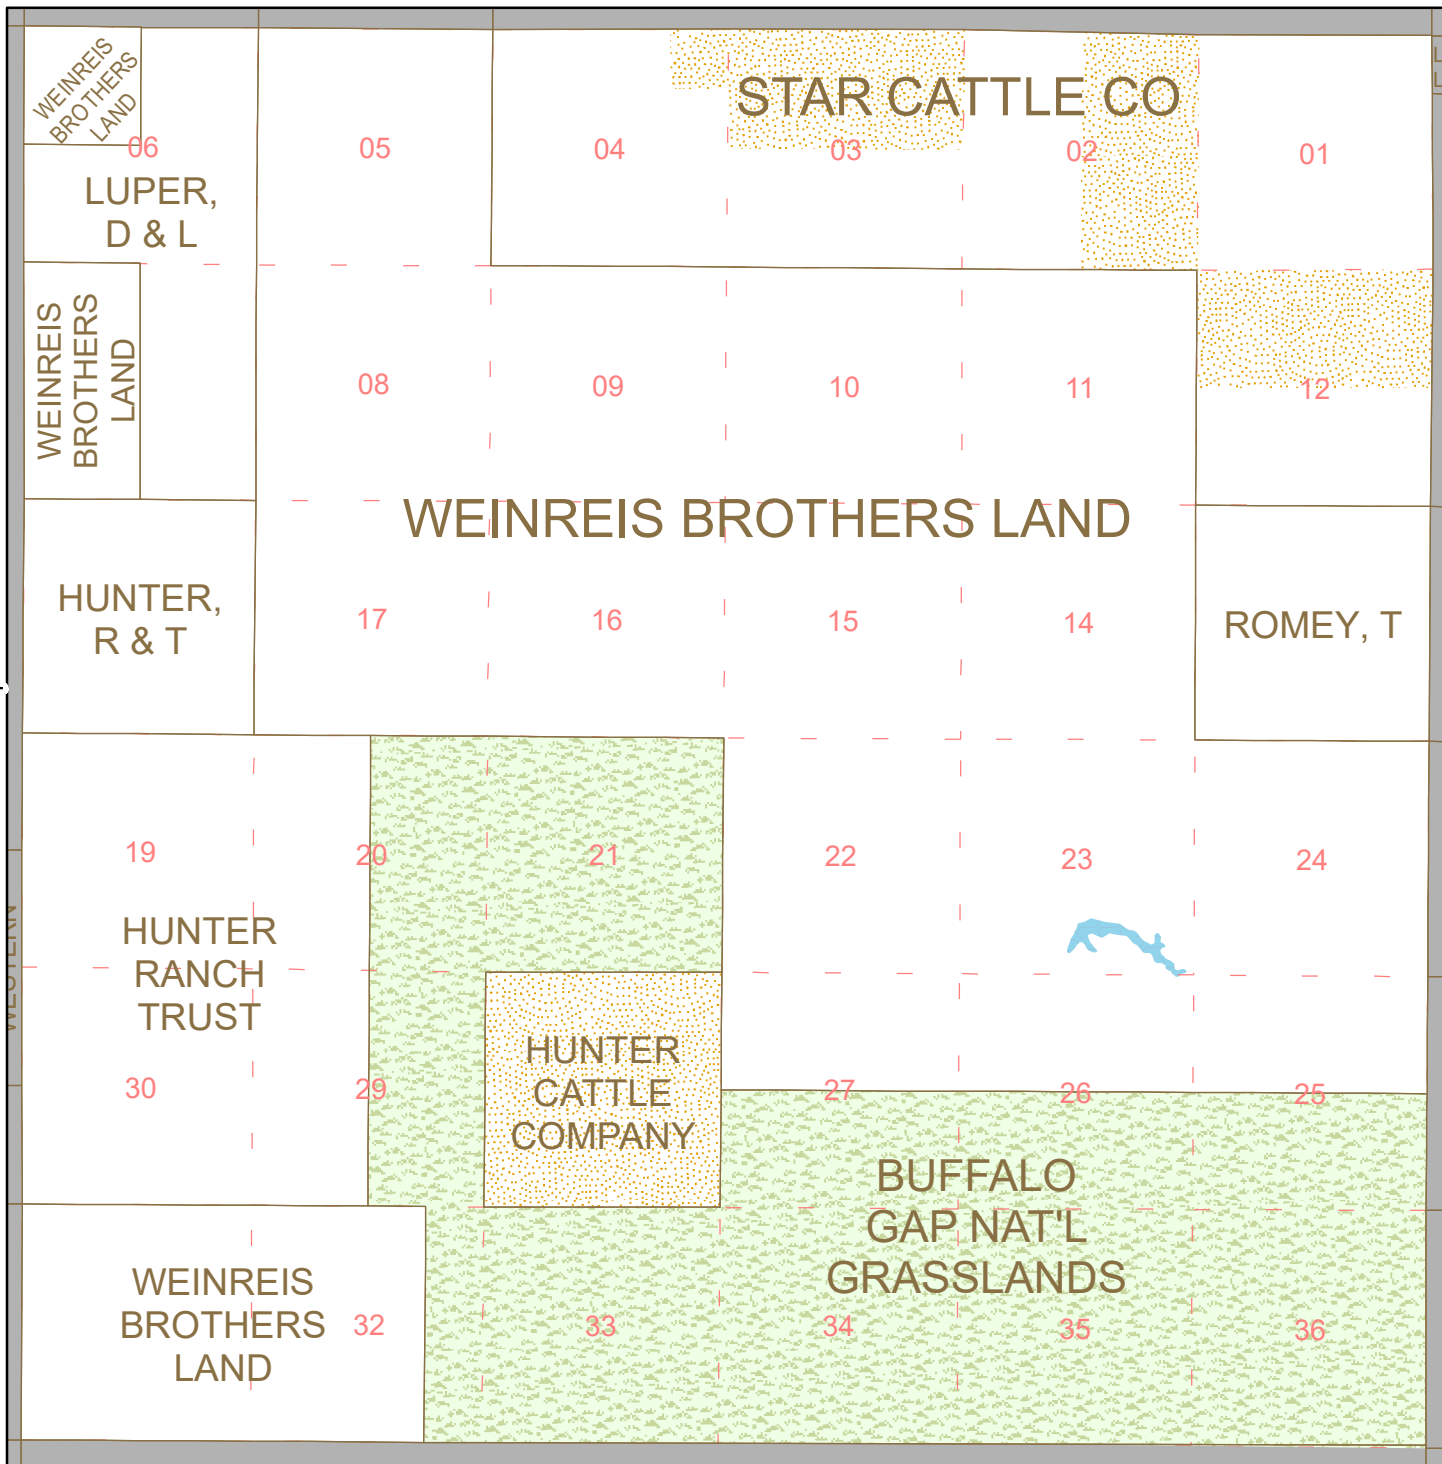 WEINREIS
BROTHERS
LAND
STAR CATTLE CO
06
05
04
03
02
01
LUPER,
D & L
WEINREIS
BROTHERS
LAND
08
09
10
11
12
WEINREIS BROTHERS LAND
HUNTER,
R & T
17
16
15
14
ROMEY, T
19
20
21
22
23
24
HUNTER
RANCH
TRUST
WESTERN
30
29
HUNTER
CATTLE
COMPANY
27
26
25
BUFFALO
GAP NAT'L
GRASSLANDS
WEINREIS
BROTHERS
LAND
32
33
34
35
36